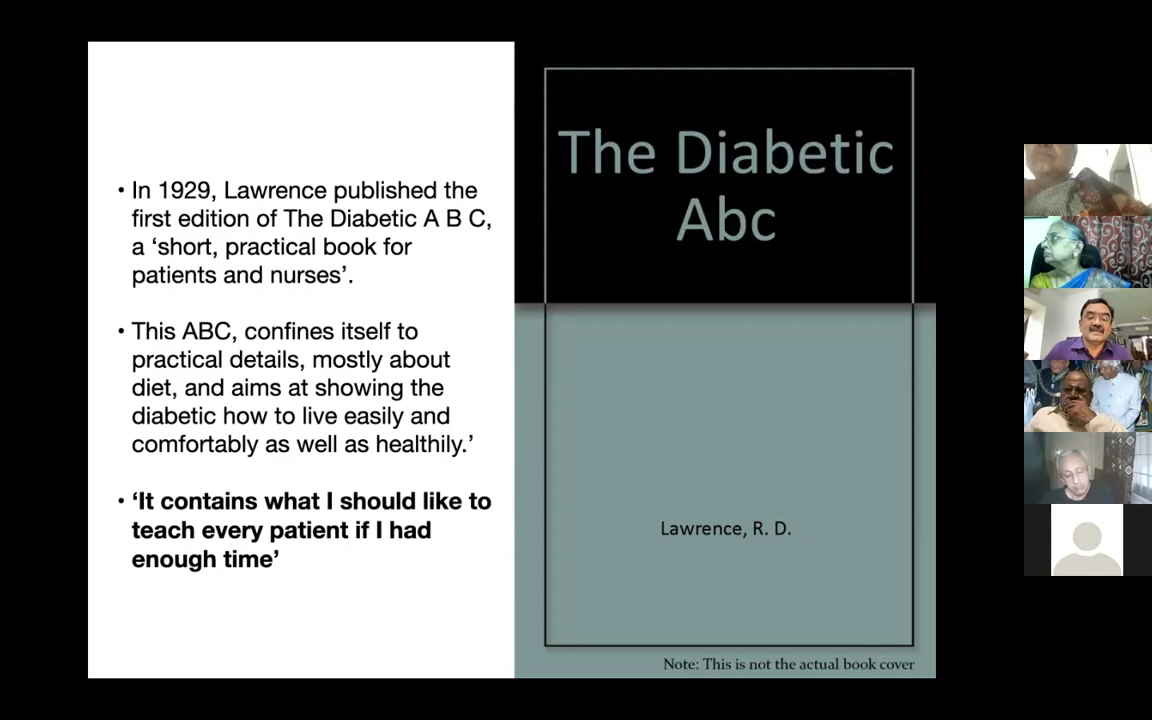 • In 1929, Lawrence published the
first edition of The Diabetic A B C,
a ‘short, practical book for
patients and nurses’.
• This ABC, confines itself to
practical details, mostly about
diet, and aims at showing the
diabetic how to live easily and
comfortably as well as healthily.’
• ‘It contains what I should like to
teach every patient if I had
enough time’
The Diabetic
Abc
Lawrence, R. D.
Note: This is not the actual book cover